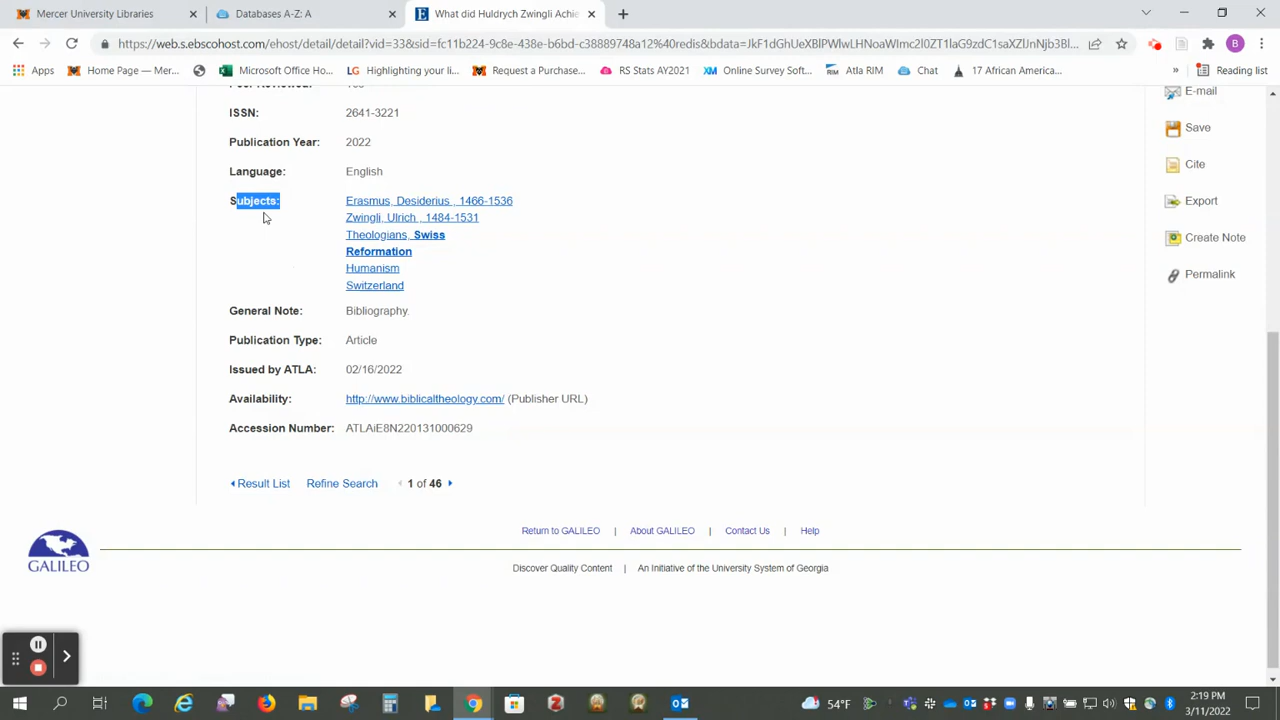 Mercer University Libraries
Databases A-Z: A
What did Huldrych Zwingli Achie
https://web.s.ebscohost.com/ehost/detail/detail?vid=33&sid=fc11b224-9c8e-438e-b6bd-c38889748a12%40redis&bdata=JkF1dGhUeXBlPWlwLHNoaWImc2l0ZT1laG9zdC1saXZlJnNjb3Bl...
Apps
Home Page — Mer...
Microsoft Office Ho...
Highlighting your li...
Request a Purchase...
RS Stats AY2021
Online Survey Soft...
Atla RIM
Chat
17 African America...
Reading list
ISSN: 2641-3221
Publication Year: 2022
Language: English
Subjects: Erasmus, Desiderius , 1466-1536
Zwingli, Ulrich , 1484-1531
Theologians, Swiss
Reformation
Humanism
Switzerland
General Note: Bibliography.
Publication Type: Article
Issued by ATLA: 02/16/2022
Availability: http://www.biblicaltheology.com/ (Publisher URL)
Accession Number: ATLAiE8N220131000629
Result List Refine Search 1 of 46
E-mail
Save
Cite
Export
Create Note
Permalink
Return to GALILEO | About GALILEO | Contact Us | Help
GALILEO
Discover Quality Content | An Initiative of the University System of Georgia
54°F
2:19 PM
3/11/2022